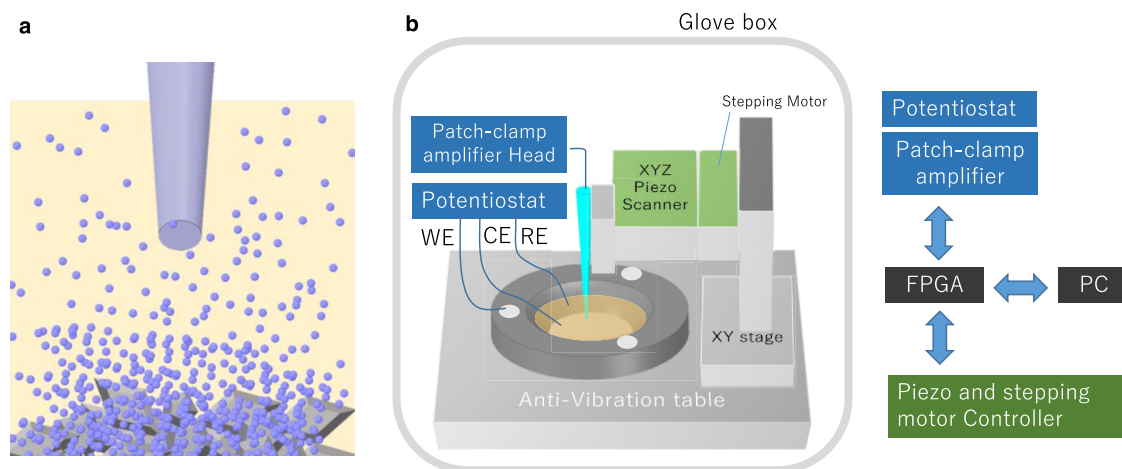 a
b
Glove box
Stepping Motor
Patch-clamp
amplifier Head
XYZ
Piezo
Scanner
Potentiostat
WE
CE
RE
XY stage
Anti-Vibration table
Potentiostat
Patch-clamp
amplifier
FPGA
PC
Piezo and stepping
motor Controller